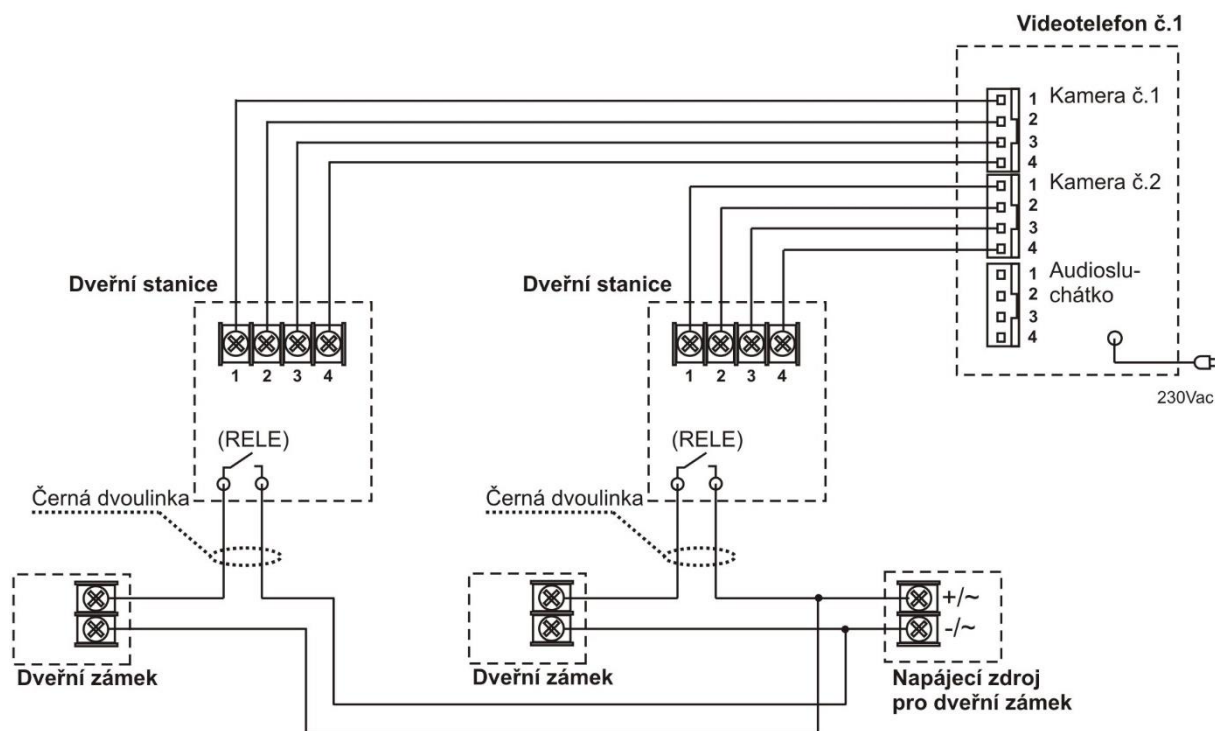 Videotelefon č.1
1 Kamera č.1
2
3
4
1 Kamera č.2
2
3
4
1 Audioslu-
2 chátko
3
4
230Vac
Dveřní stanice
1 2 3 4
(RELE)
Černá dvoulinka
Dveřní zámek
Dveřní stanice
1 2 3 4
(RELE)
Černá dvoulinka
Dveřní zámek
+/~
-/~
Napájecí zdroj
pro dveřní zámek